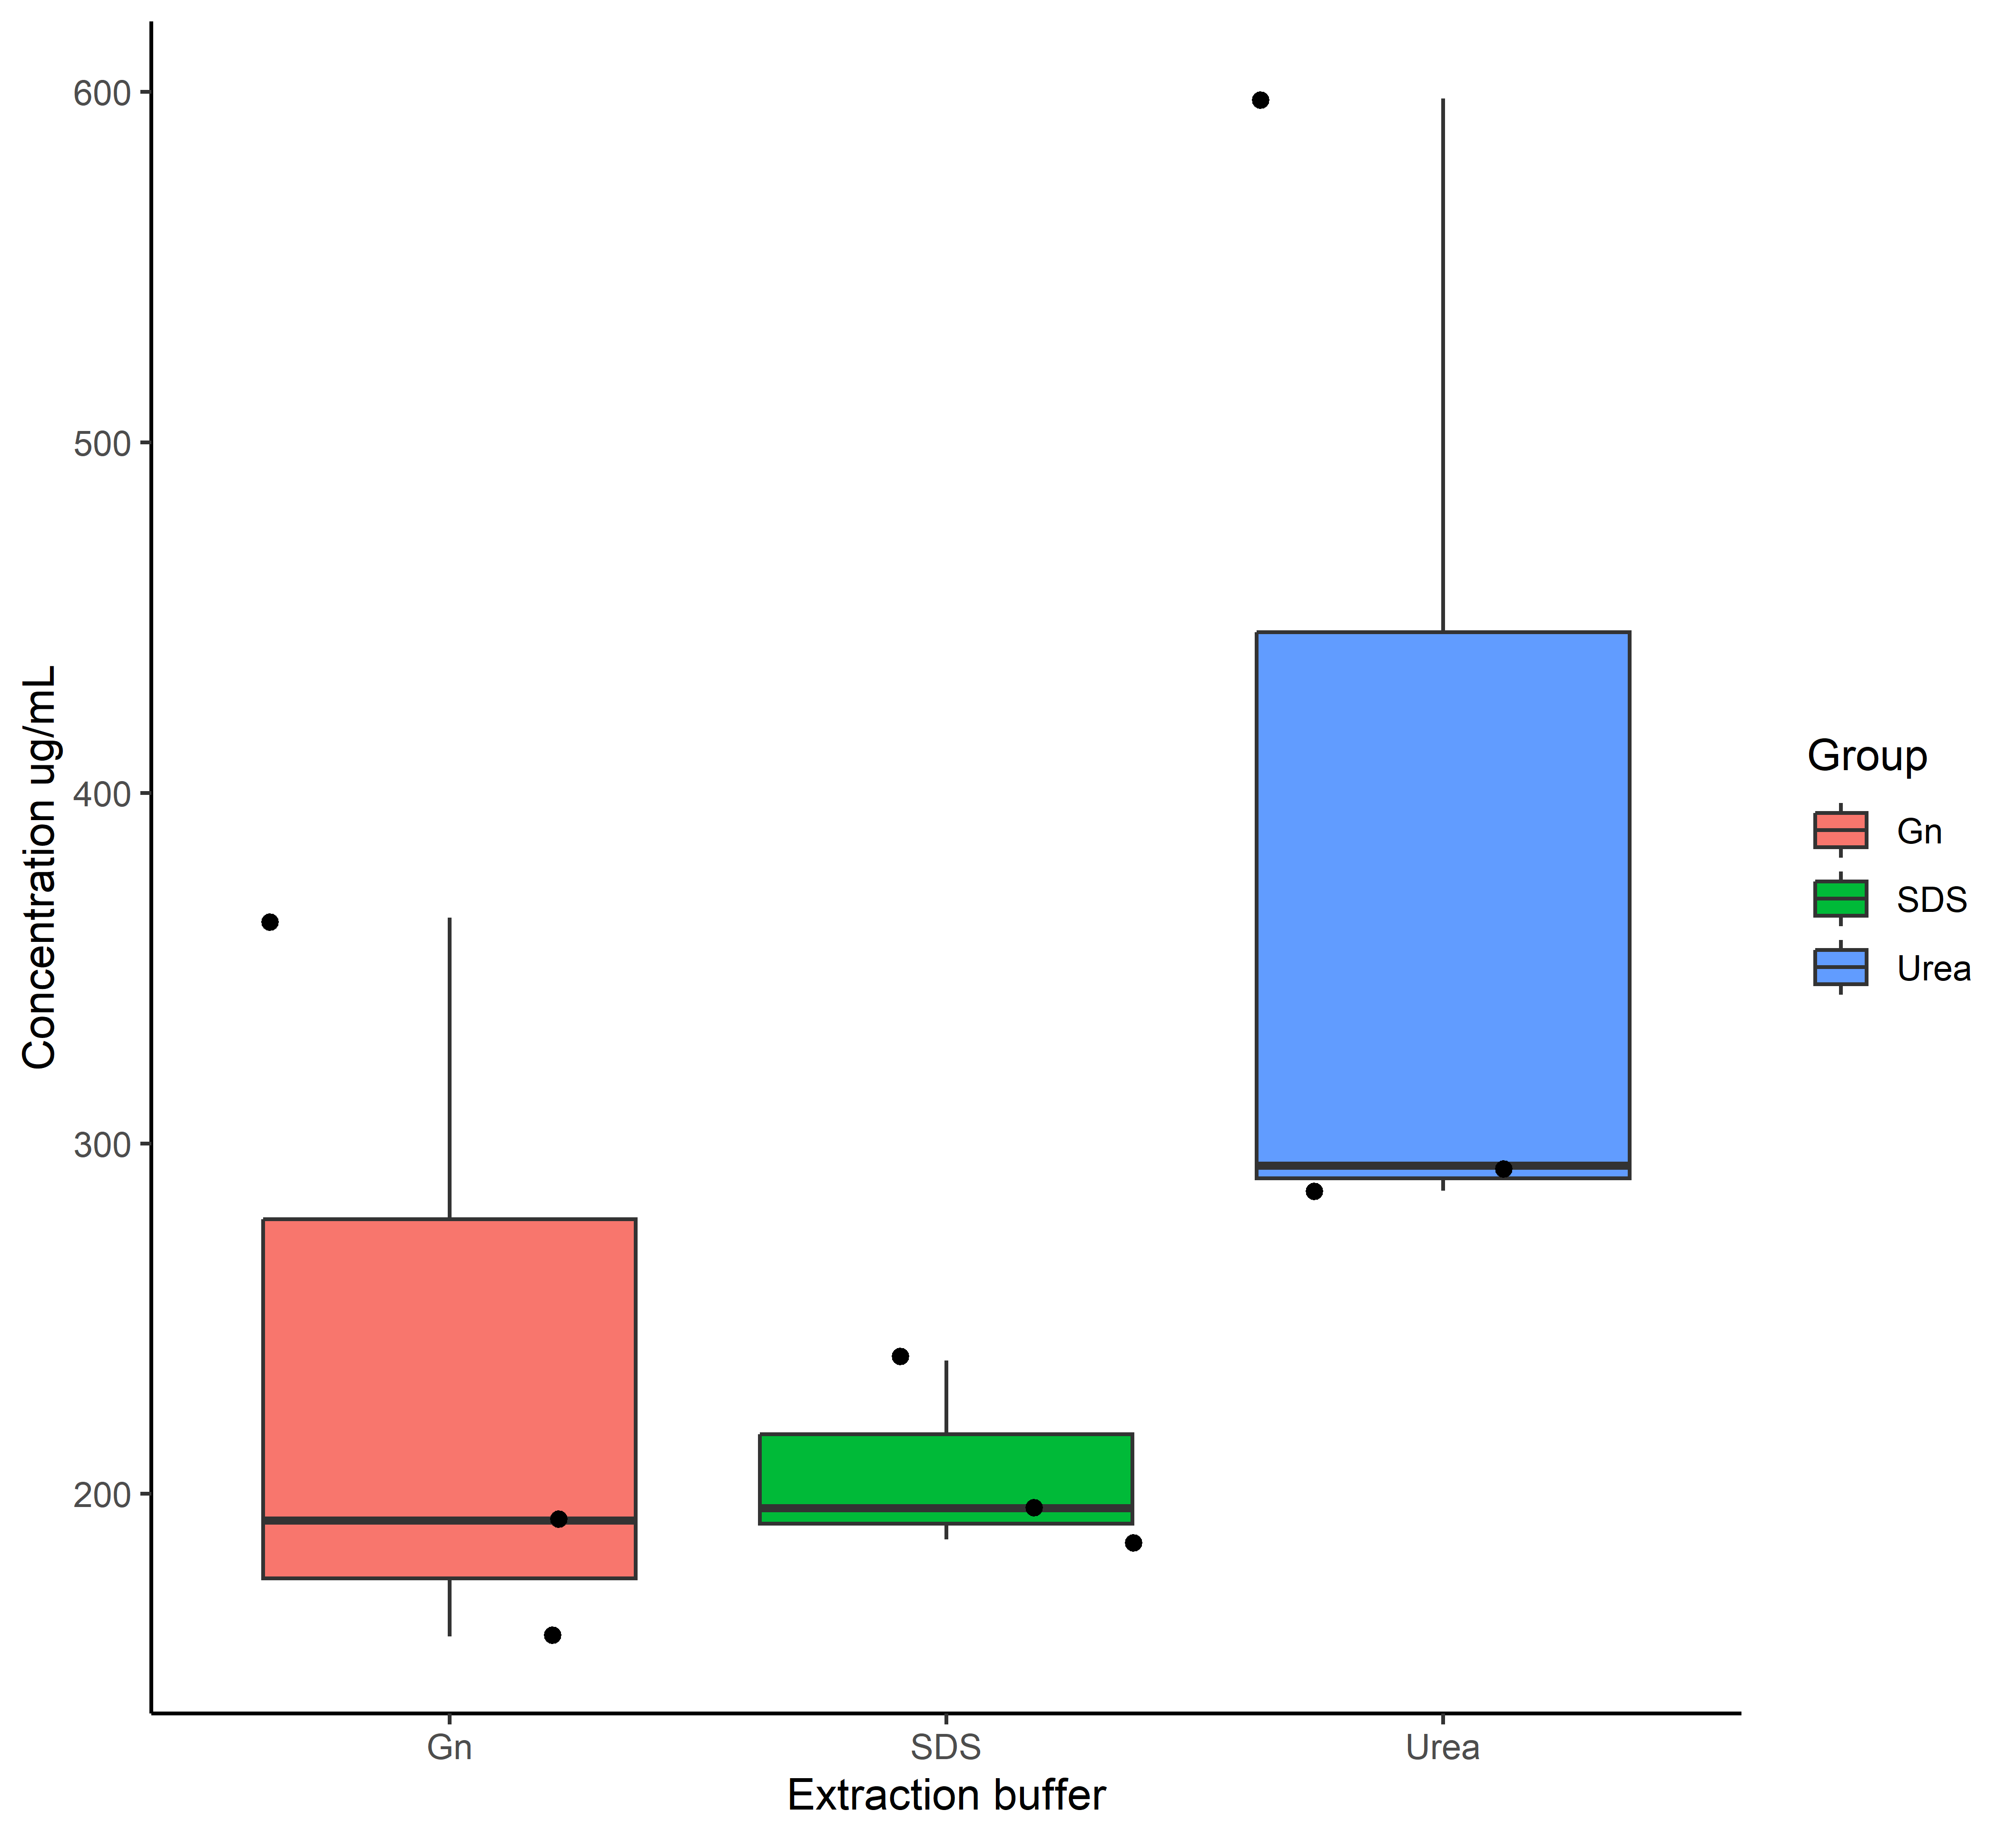 Concentration ug/mL
600
500
400
300
200
Gn
SDS
Urea
Extraction buffer
Group
Gn
SDS
Urea